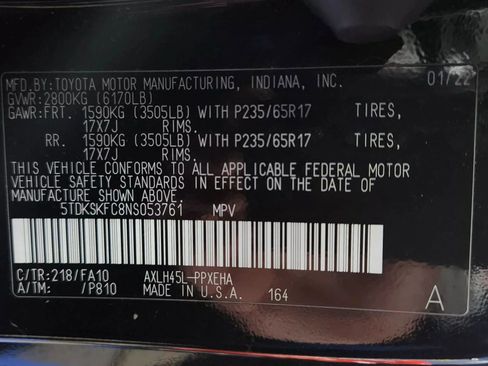 MFD.BY: TOYOTA MOTOR MANUFACTURING, INDIANA, INC. 01/22
GVWR: 2800KG (6170LB)
GAWR: FRT. 1590KG (3505LB) WITH P235/65R17 TIRES,
17X7J RIMS.
RR. 1590KG (3505LB) WITH P235/65R17 TIRES,
17X7J RIMS.
THIS VEHICLE CONFORMS TO ALL APPLICABLE FEDERAL MOTOR
VEHICLE SAFETY STANDARDS IN EFFECT ON THE DATE OF
MANUFACTURE SHOWN ABOVE.
5TDKSKFC8NS053761 MPV
C/TR: 218/FA10 AXLH45L-PPXEHA
A/TM: /P810 MADE IN U.S.A. 164 A